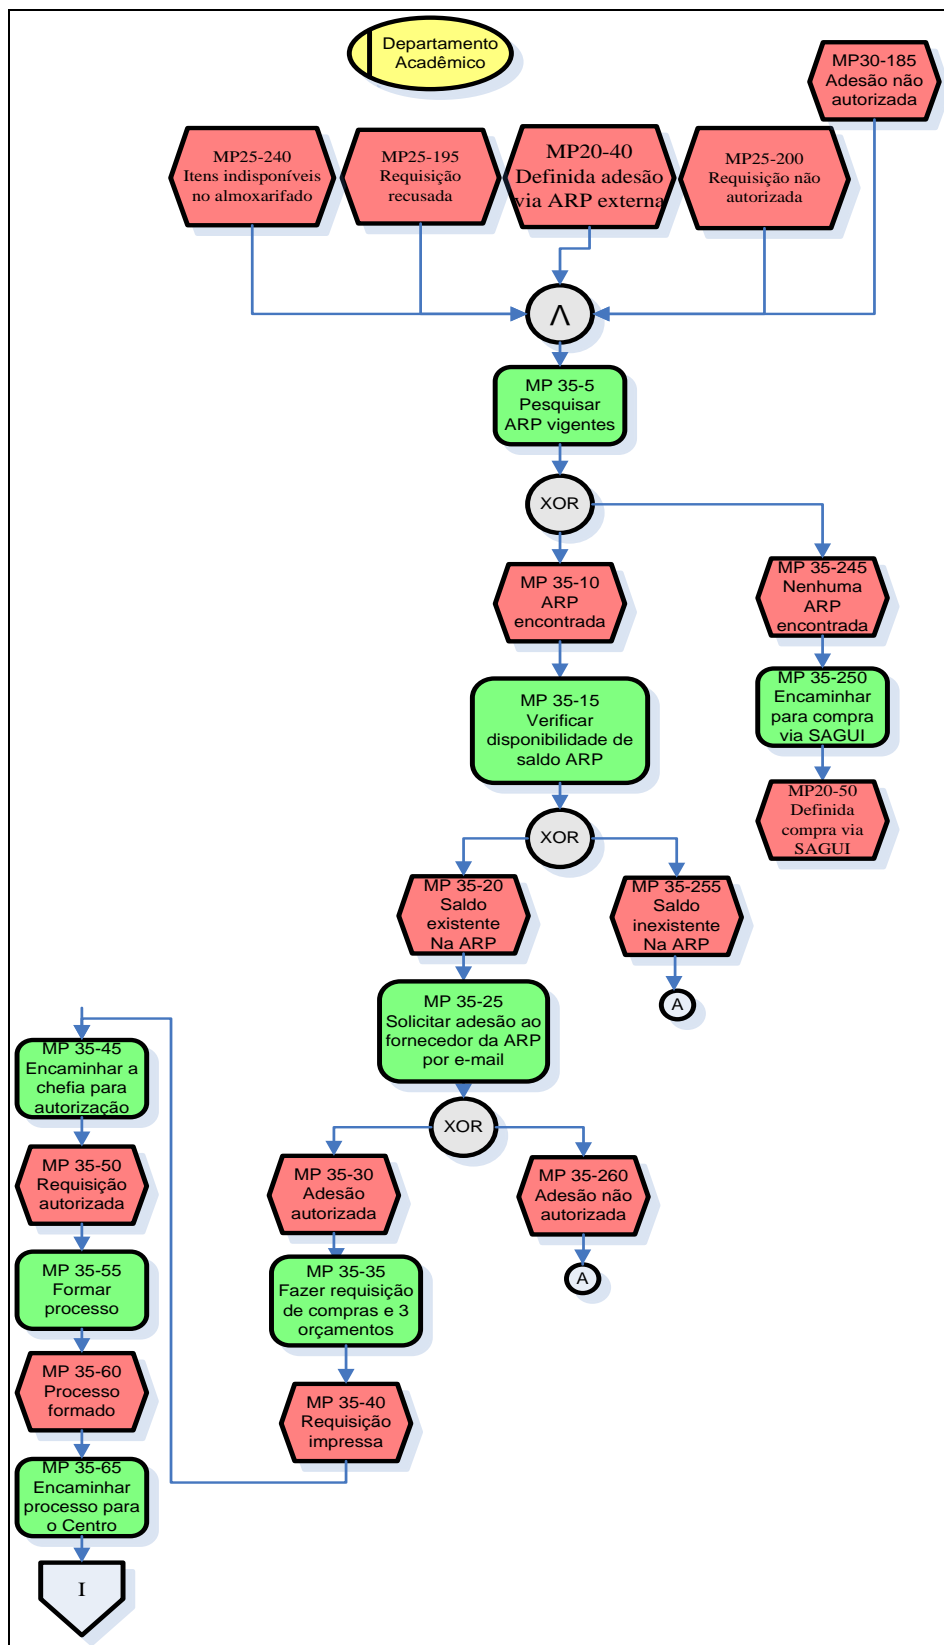 Departamento
Acadêmico
MP30-185
Adesão não
autorizada
MP25-240
Itens indisponíveis
no almoxarifado
MP25-195
Requisição
recusada
MP20-40
Definida adesão
via ARP externa
MP25-200
Requisição não
autorizada
Λ
MP 35-5
Pesquisar
ARP vigentes
XOR
MP 35-10
ARP
encontrada
MP 35-245
Nenhuma
ARP
encontrada
MP 35-15
Verificar
disponibilidade de
saldo ARP
MP 35-250
Encaminhar
para compra
via SAGUI
MP20-50
Definida
compra via
SAGUI
XOR
MP 35-20
Saldo
existente
Na ARP
MP 35-255
Saldo
inexistente
Na ARP
A
MP 35-25
Solicitar adesão ao
fornecedor da ARP
por e-mail
XOR
MP 35-30
Adesão
autorizada
MP 35-260
Adesão não
autorizada
A
MP 35-35
Fazer requisição
de compras e 3
orçamentos
MP 35-40
Requisição
impressa
MP 35-45
Encaminhar a
chefia para
autorização
MP 35-50
Requisição
autorizada
MP 35-55
Formar
processo
MP 35-60
Processo
formado
MP 35-65
Encaminhar
processo para
o Centro
I